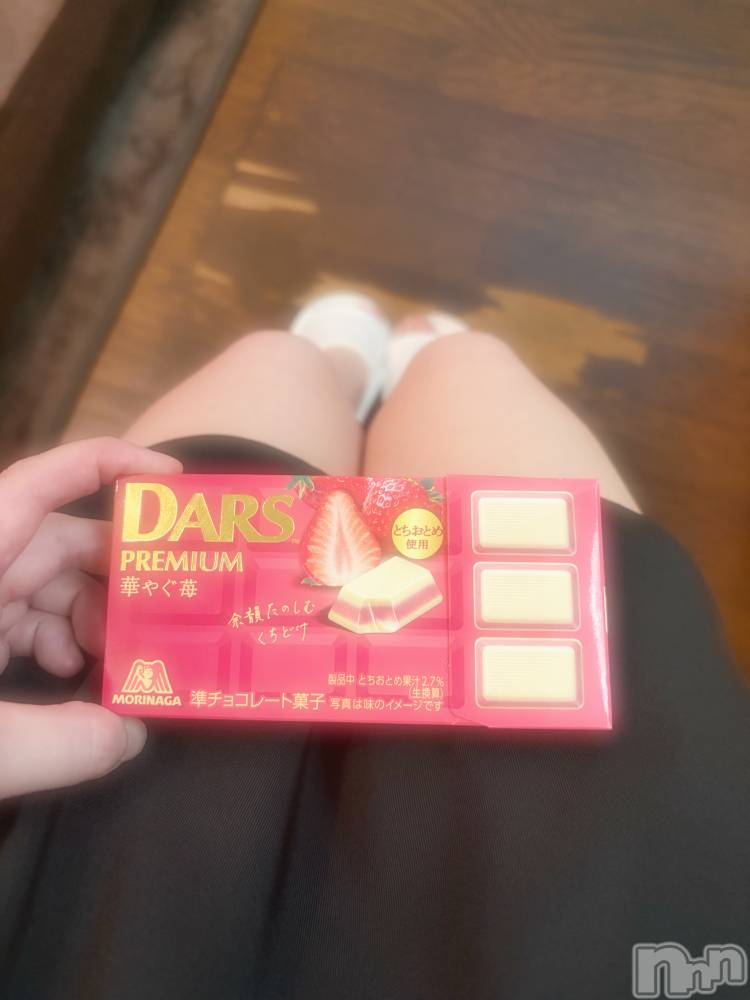 DARS™
PREMIUM
華やぐ苺
とちおとめ
使用
余韻たのしむ
くちどけ
MORINAGA
準チョコレート菓子
製品中 とちおとめ果汁2.7%
(生換算)
写真は味のイメージです
nnn